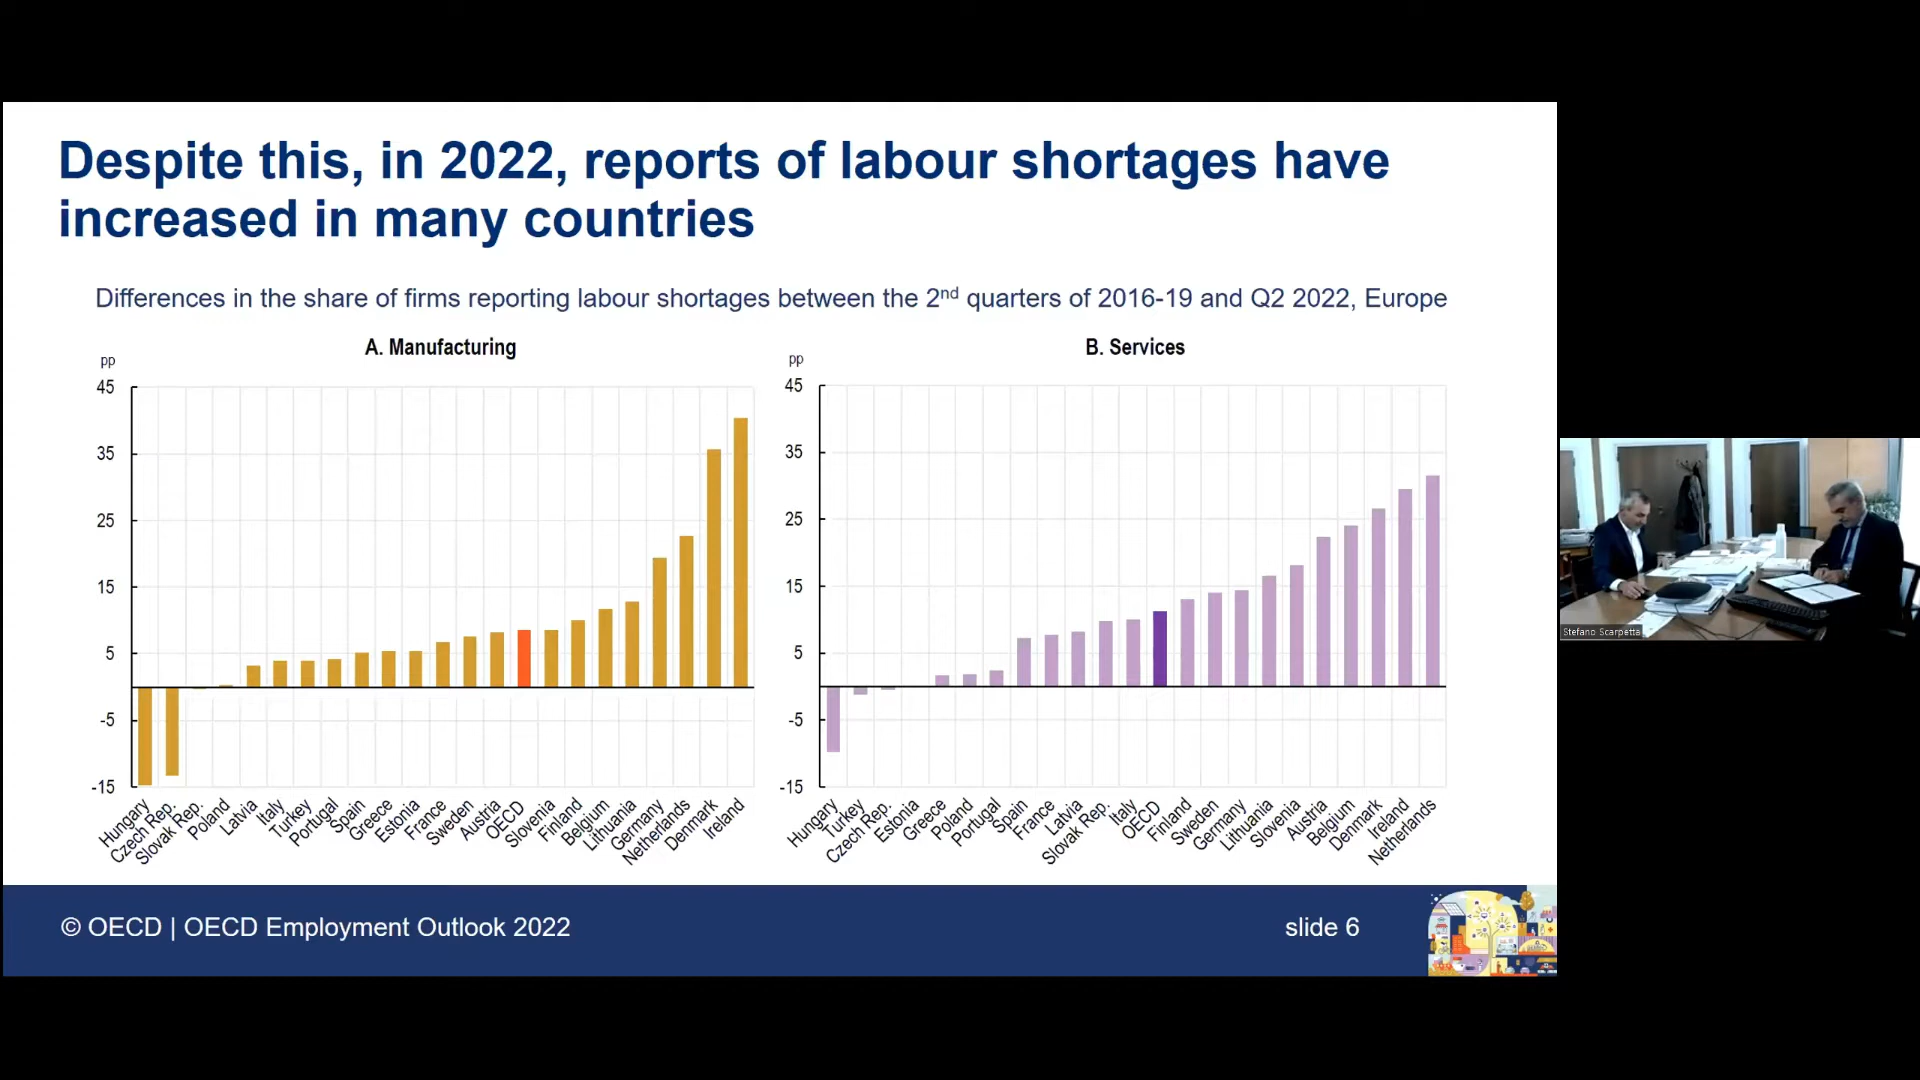 Despite this, in 2022, reports of labour shortages have
increased in many countries
Differences in the share of firms reporting labour shortages between the 2nd quarters of 2016-19 and Q2 2022, Europe
A. Manufacturing
pp
45
35
25
15
5
-5
-15
Hungary
Czech Rep.
Slovak Rep.
Poland
Latvia
Italy
Turkey
Portugal
Spain
Greece
Estonia
France
Sweden
Austria
OECD
Slovenia
Finland
Belgium
Lithuania
Germany
Netherlands
Denmark
Ireland
B. Services
pp
45
35
25
15
5
-5
-15
Hungary
Turkey
Czech Rep.
Estonia
Greece
Poland
Portugal
Spain
France
Latvia
Slovak Rep.
Italy
OECD
Finland
Sweden
Germany
Lithuania
Slovenia
Austria
Belgium
Denmark
Ireland
Netherlands
© OECD | OECD Employment Outlook 2022
slide 6
Stefano Scarpetta